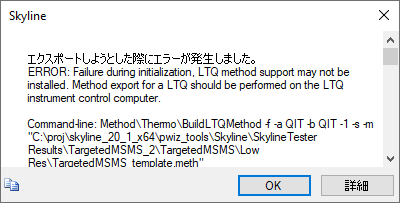 Skyline
エクスポートしようとした際にエラーが発生しました。
ERROR: Failure during initialization, LTQ method support may not be
installed. Method export for a LTQ should be performed on the LTQ
instrument control computer.
Command-line: Method\Thermo\BuildLTQMethod -f -a QIT -b QIT -1 -s -m
"C:\proj\skyline_20_1_x64\pwiz_tools\Skyline\SkylineTester
Results\TargetedMSMS_2\TargetedMSMS\Low
Res\TargetedMSMS_template.meth"
OK
詳細